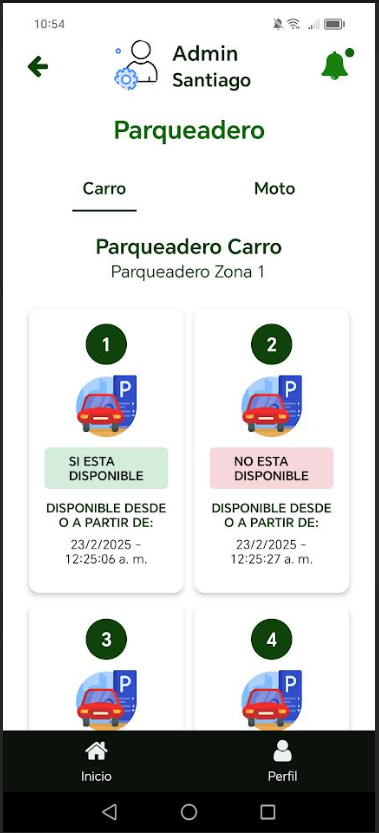 10:54
Admin
Santiago
Parqueadero
Carro
Moto
Parqueadero Carro
Parqueadero Zona 1
1
P
SI ESTA
DISPONIBLE
DISPONIBLE DESDE
O A PARTIR DE:
23/2/2025 -
12:25:06 a. m.
2
P
NO ESTA
DISPONIBLE
DISPONIBLE DESDE
O A PARTIR DE:
23/2/2025 -
12:25:27 a. m.
3
P
4
P
Inicio
Perfil